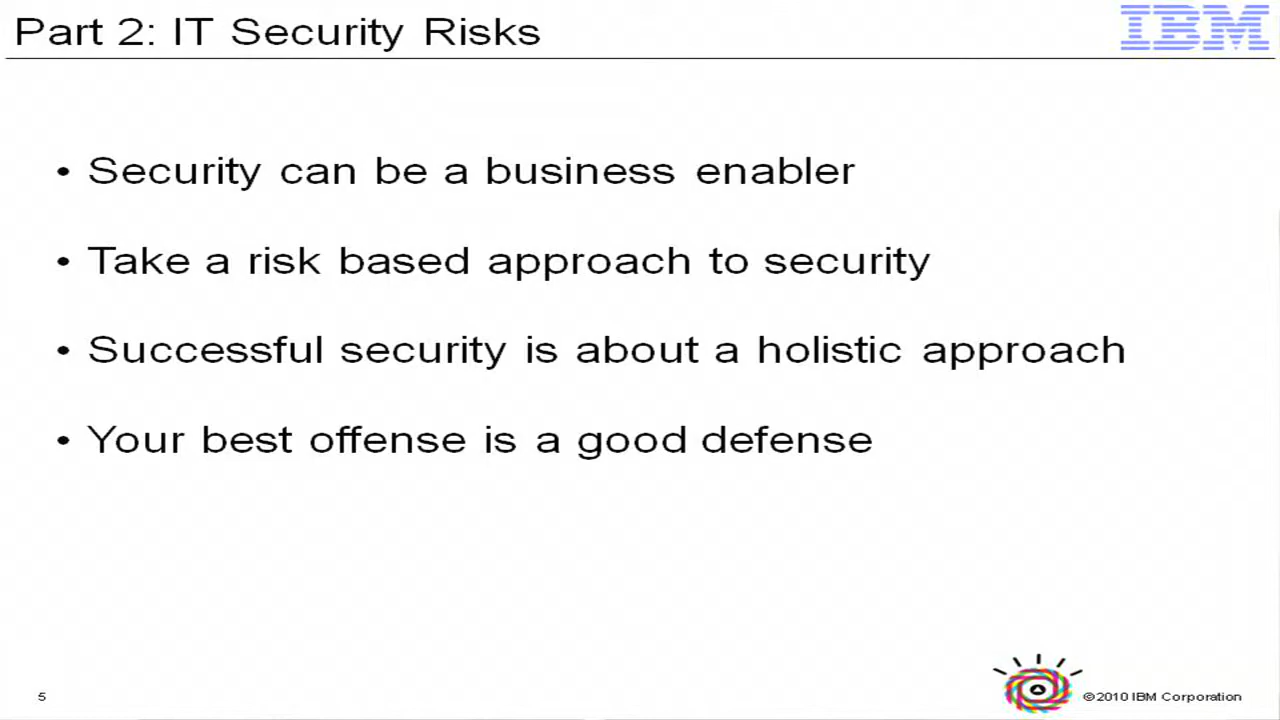 Part 2: IT Security Risks
IBM
• Security can be a business enabler
• Take a risk based approach to security
• Successful security is about a holistic approach
• Your best offense is a good defense
5
© 2010 IBM Corporation